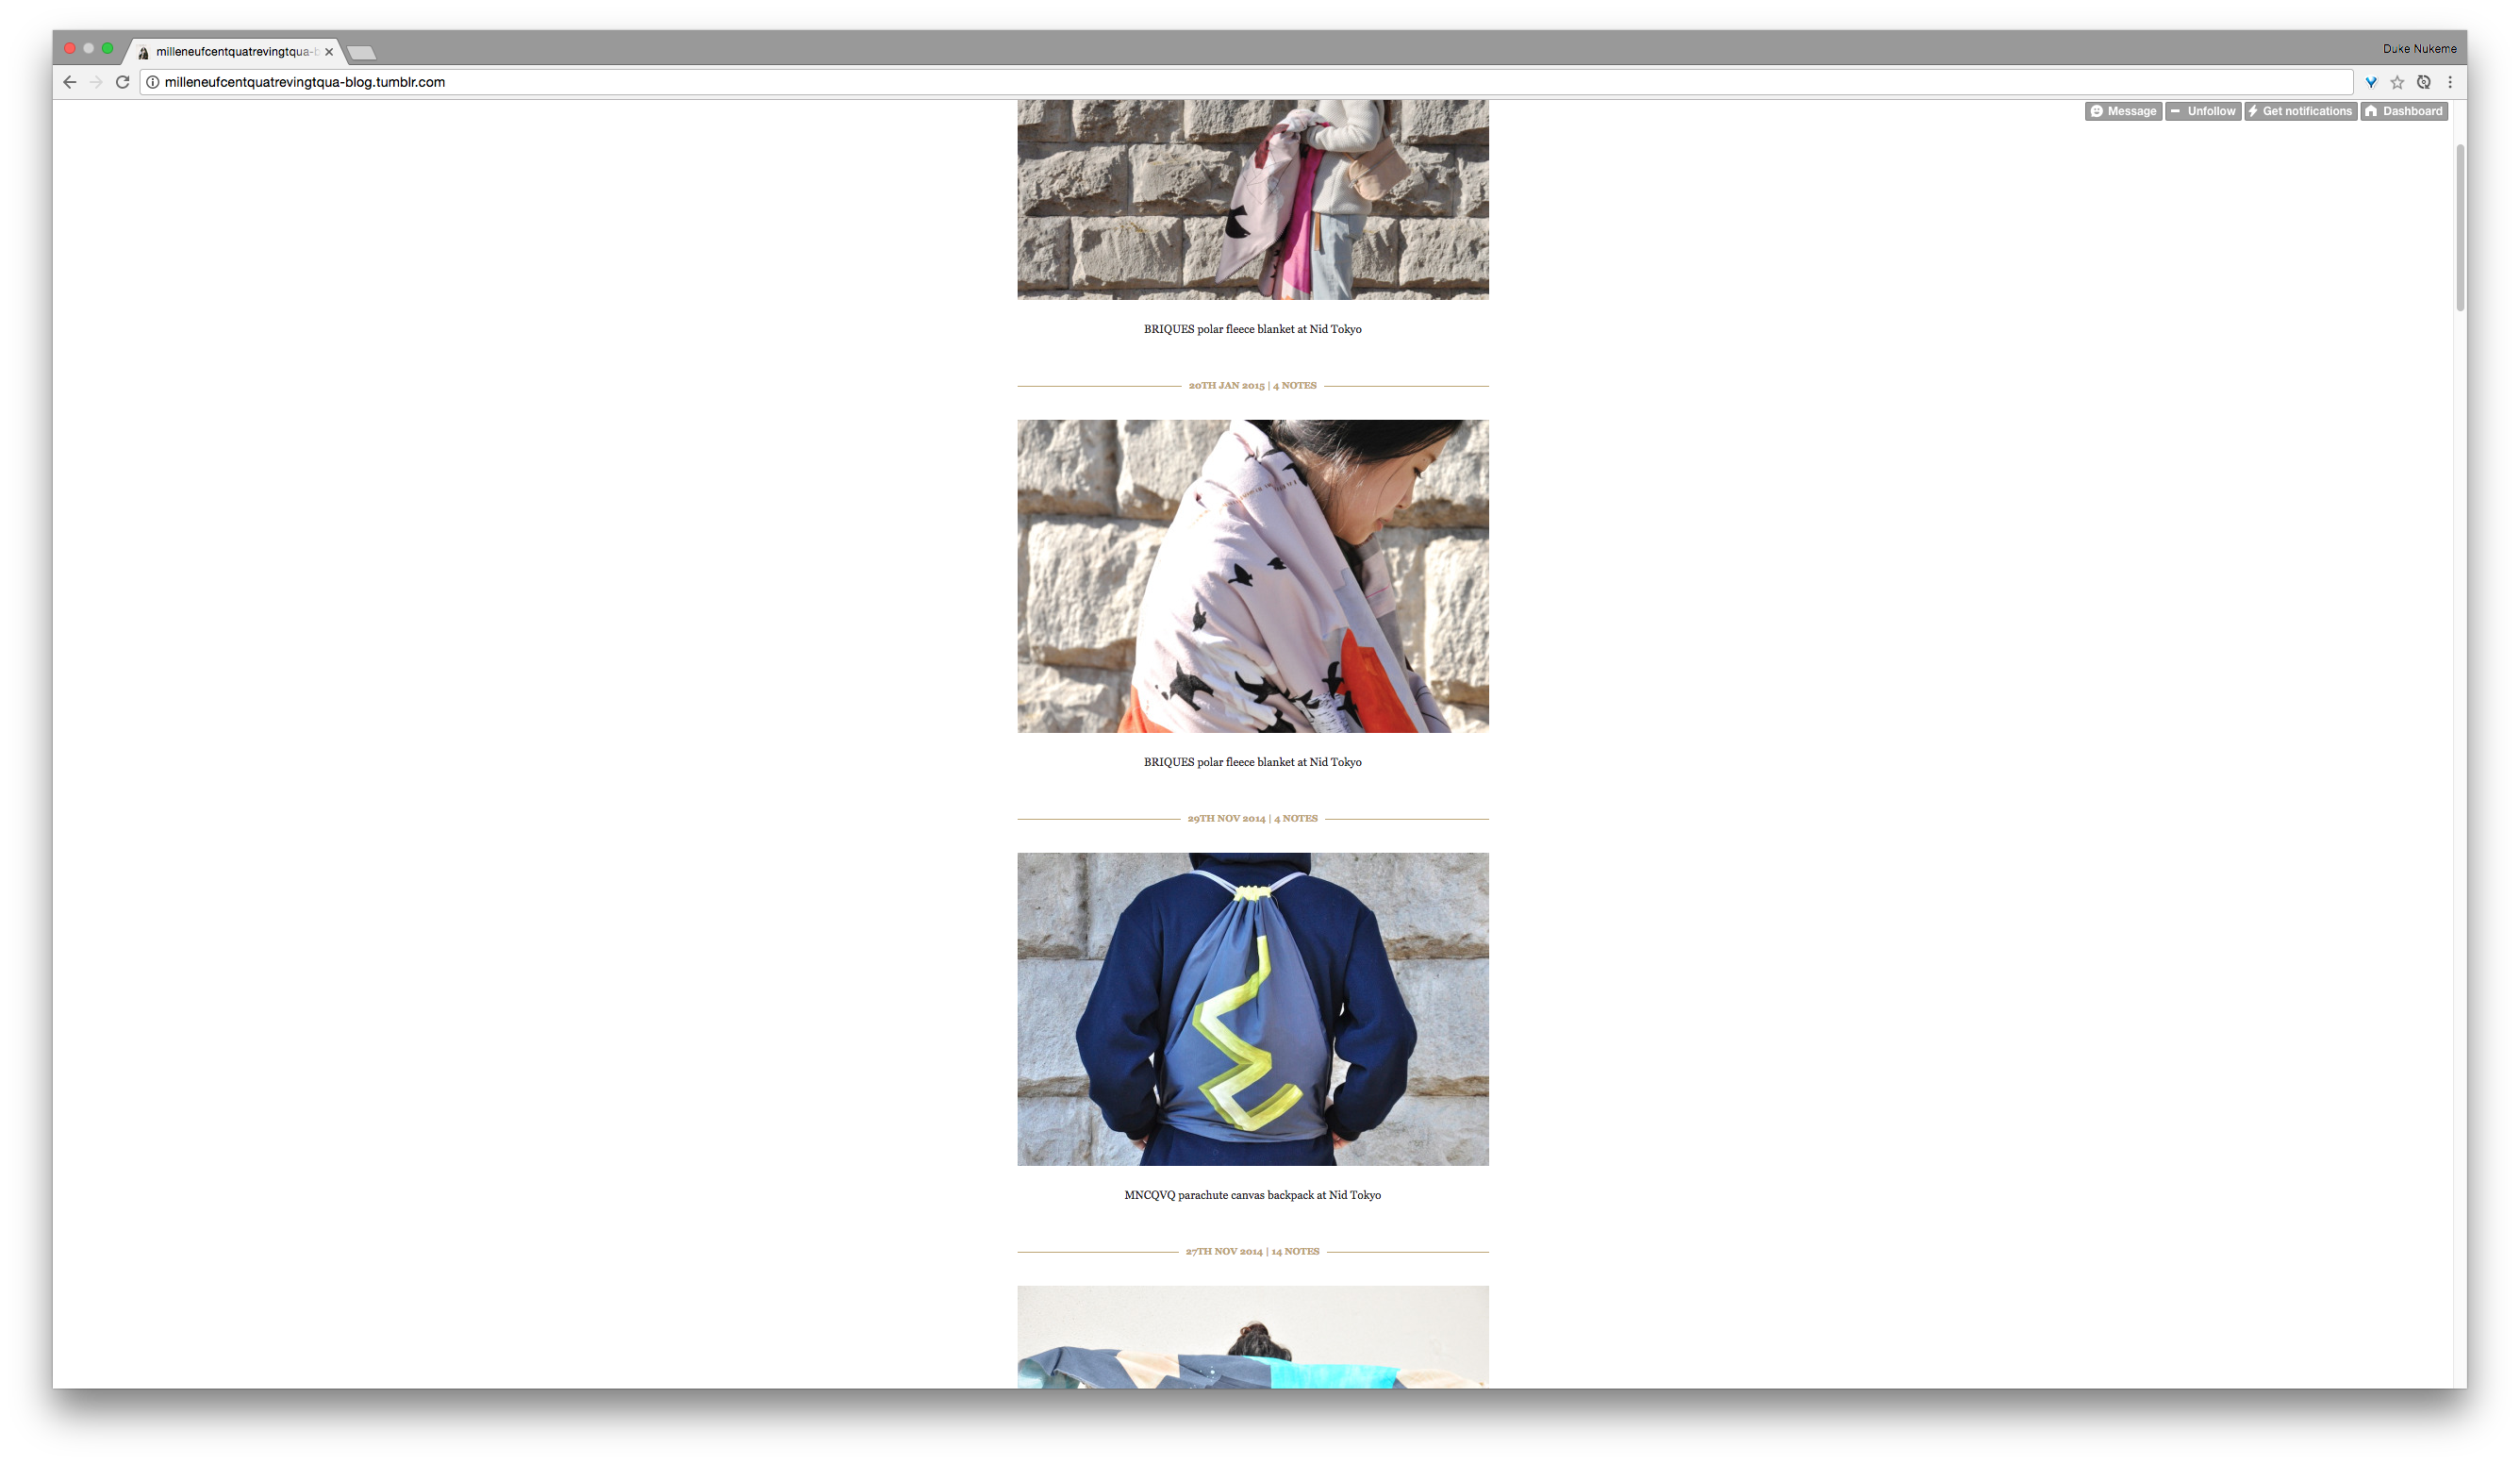 milleneufcentquatrevingtqua-b
Duke Nukeme
milleneufcentquatrevingtqua-blog.tumblr.com
Message
Unfollow
Get notifications
Dashboard
BRIQUES polar fleece blanket at Nid Tokyo
20TH JAN 2015 | 4 NOTES
BRIQUES polar fleece blanket at Nid Tokyo
29TH NOV 2014 | 4 NOTES
MNCQVQ parachute canvas backpack at Nid Tokyo
27TH NOV 2014 | 14 NOTES